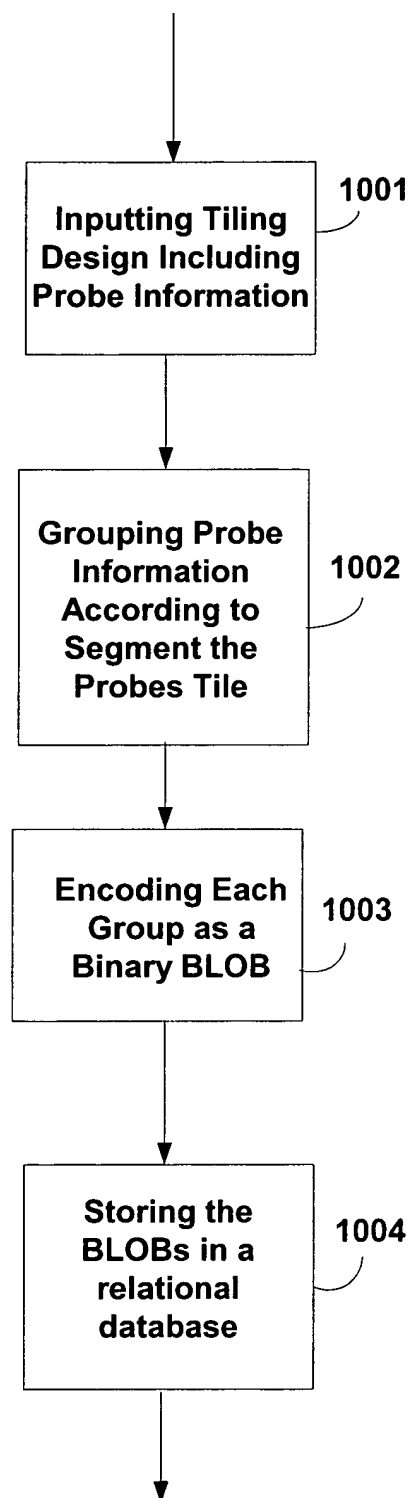 1001
Inputting Tiling
Design Including
Probe Information
Grouping Probe
Information
According to
Segment the
Probes Tile
1002
Encoding Each
Group as a
Binary BLOB
1003
Storing the
BLOBs in a
relational
database
1004